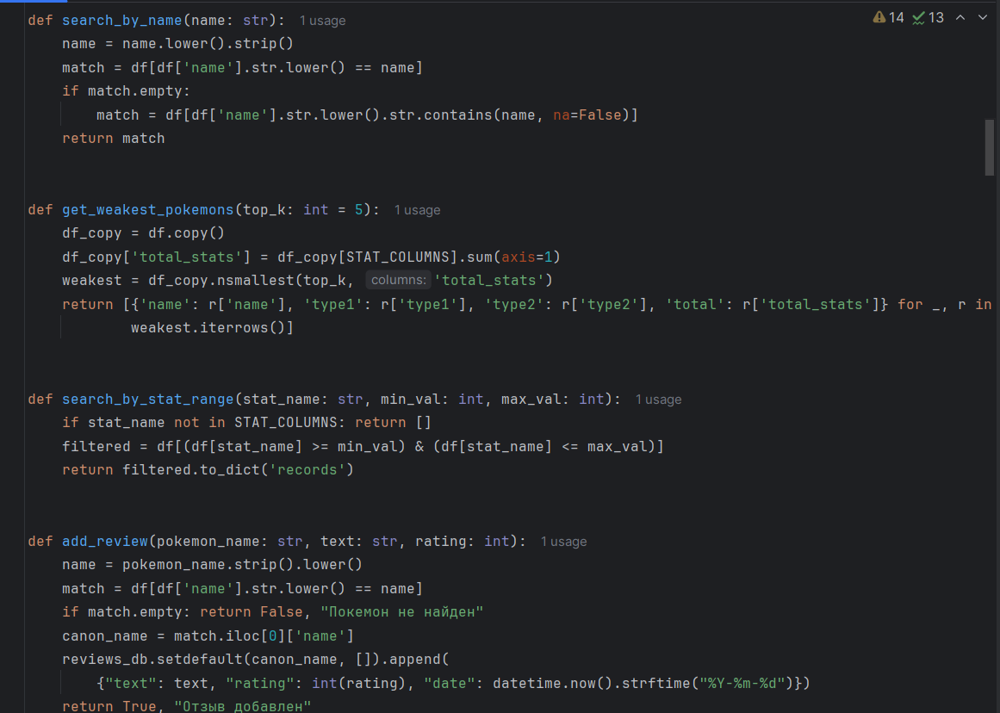 def search_by_name(name: str): 1 usage
14 13
name = name.lower().strip()
match = df[df['name'].str.lower() == name]
if match.empty:
match = df[df['name'].str.lower().str.contains(name, na=False)]
return match
def get_weakest_pokemons(top_k: int = 5): 1 usage
df_copy = df.copy()
df_copy['total_stats'] = df_copy[STAT_COLUMNS].sum(axis=1)
weakest = df_copy.nsmallest(top_k, columns: 'total_stats')
return [{'name': r['name'], 'type1': r['type1'], 'type2': r['type2'], 'total': r['total_stats']} for _, r in
weakest.iterrows()]
def search_by_stat_range(stat_name: str, min_val: int, max_val: int): 1 usage
if stat_name not in STAT_COLUMNS: return []
filtered = df[(df[stat_name] >= min_val) & (df[stat_name] <= max_val)]
return filtered.to_dict('records')
def add_review(pokemon_name: str, text: str, rating: int): 1 usage
name = pokemon_name.strip().lower()
match = df[df['name'].str.lower() == name]
if match.empty: return False, "Покемон не найден"
canon_name = match.iloc[0]['name']
reviews_db.setdefault(canon_name, []).append(
{"text": text, "rating": int(rating), "date": datetime.now().strftime("%Y-%m-%d")})
return True, "Отзыв добавлен"